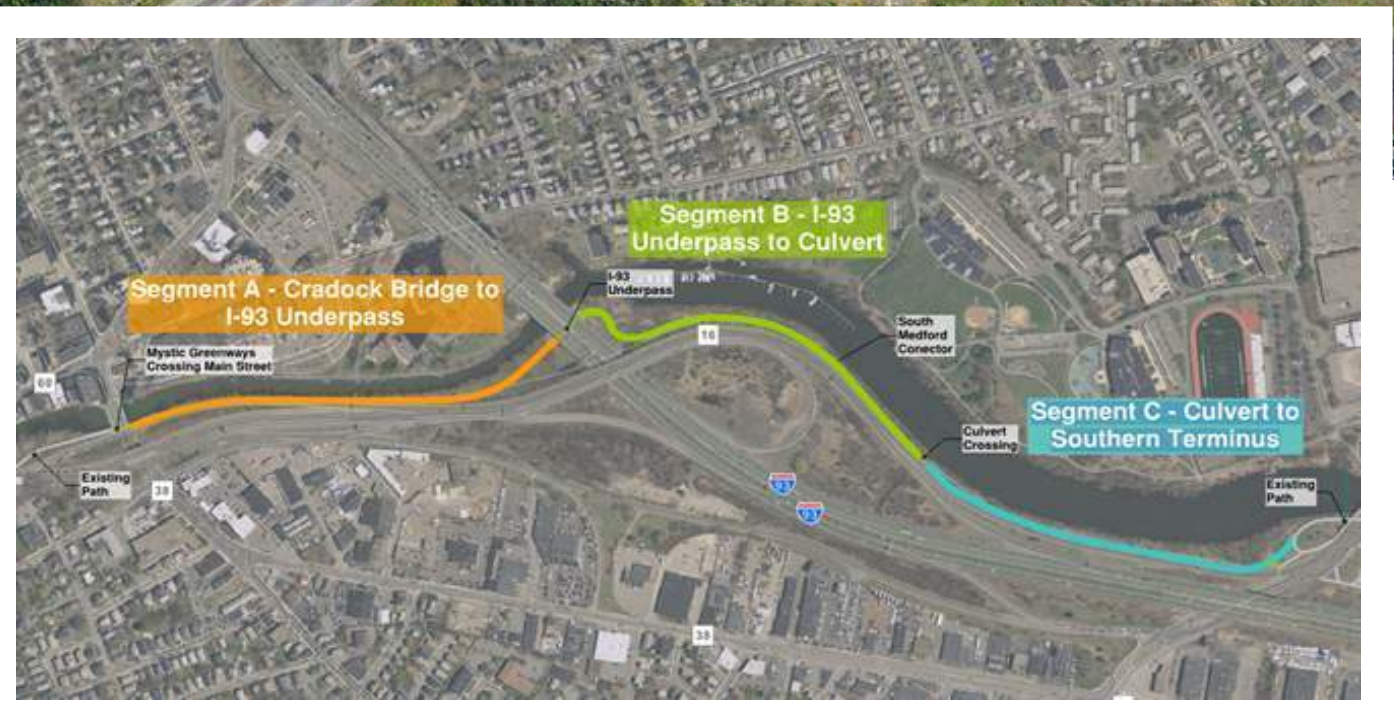 Segment B - I-93
Underpass to Culvert
Segment A - Cradock Bridge to
I-93 Underpass
I-93
Underpass
South
Medford
Conector
16
Mystic Greenways
Crossing Main Street
60
Segment C - Culvert to
Southern Terminus
Culvert
Crossing
Existing
Path
38
93
93
Existing
Path
38